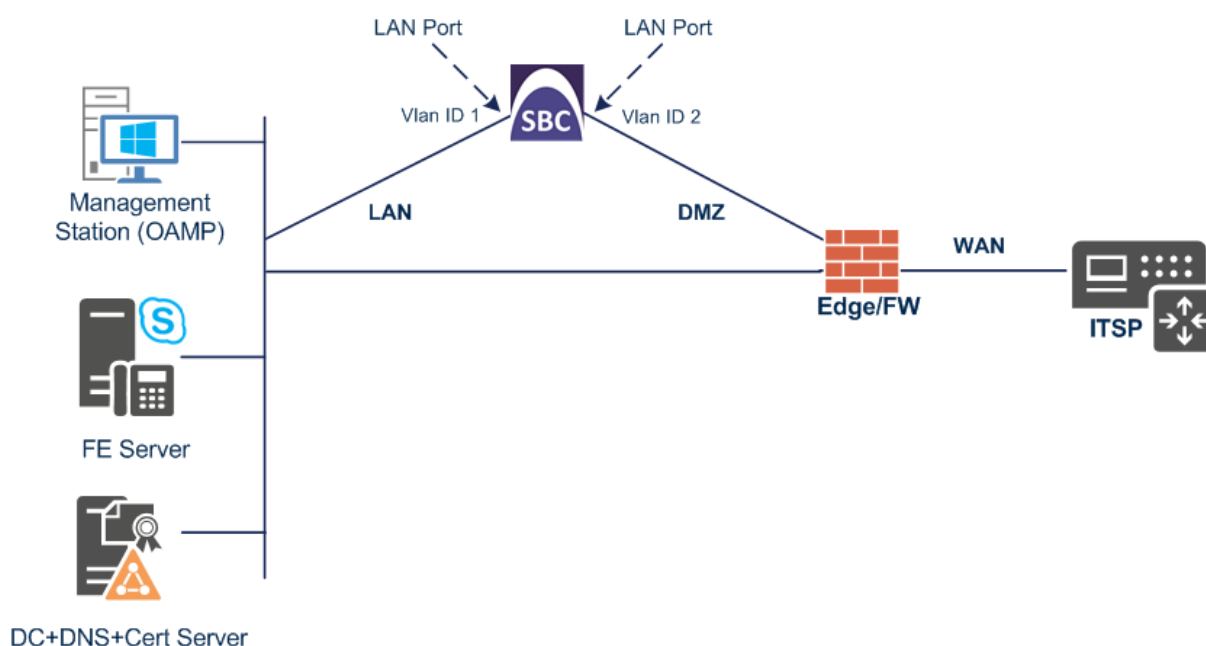 LAN Port
LAN Port
Vlan ID 1
SBC
Vlan ID 2
Management
Station (OAMP)
LAN
DMZ
WAN
Edge/FW
ITSP
S
FE Server
DC+DNS+Cert Server